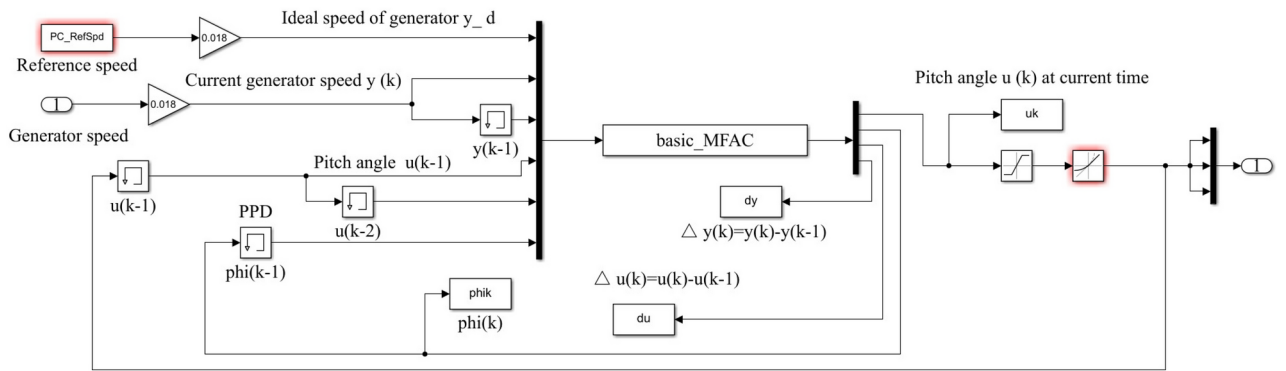 Ideal speed of generator y_ d
PC_RefSpd
0.018
Reference speed
Current generator speed y (k)
Pitch angle u (k) at current time
1
0.018
uk
Generator speed
basic_MFAC
y(k-1)
Pitch angle u(k-1)
1
u(k-1)
dy
PPD
u(k-2)
△ y(k)=y(k)-y(k-1)
phi(k-1)
△ u(k)=u(k)-u(k-1)
phik
phi(k)
du